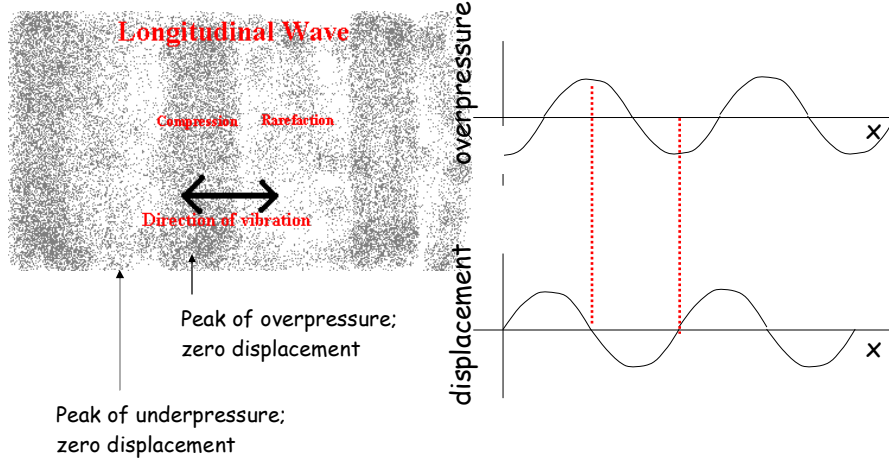 Longitudinal Wave
Compression
Rarefaction
Direction of vibration
Peak of overpressure;
zero displacement
Peak of underpressure;
zero displacement
overpressure
x
displacement
x